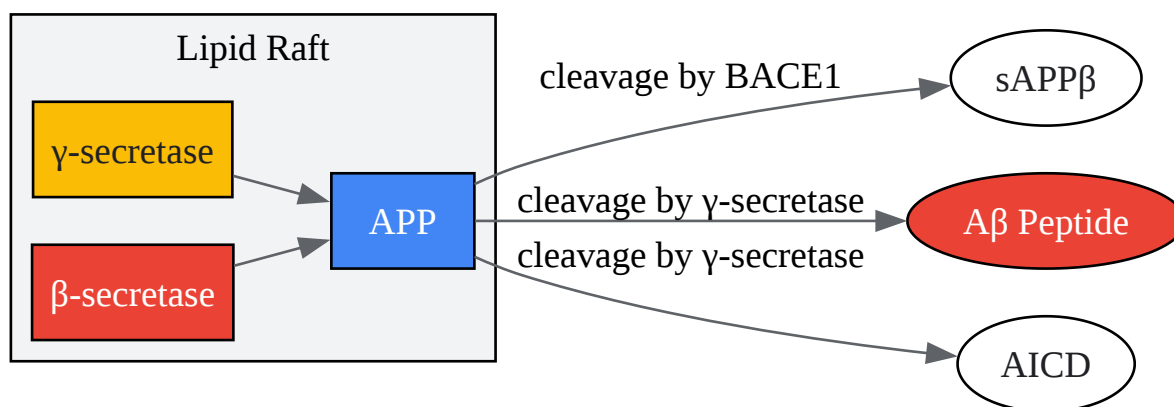 Lipid Raft
γ-secretase
β-secretase
APP
cleavage by BACE1
cleavage by γ-secretase
cleavage by γ-secretase
sAPPβ
Aβ Peptide
AICD